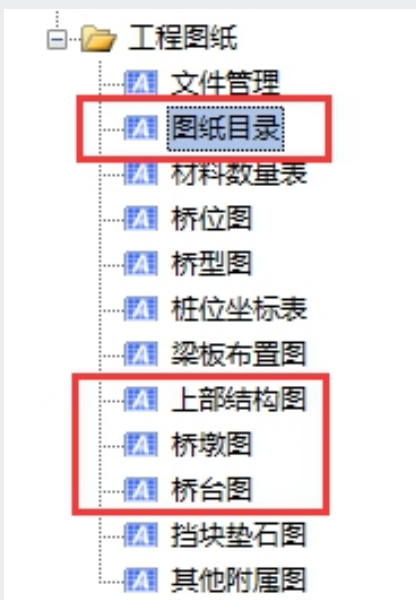 工程图纸
文件管理
图纸目录
材料数量表
桥位图
桥型图
桩位坐标表
梁板布置图
上部结构图
桥墩图
桥台图
挡块垫石图
其他附属图